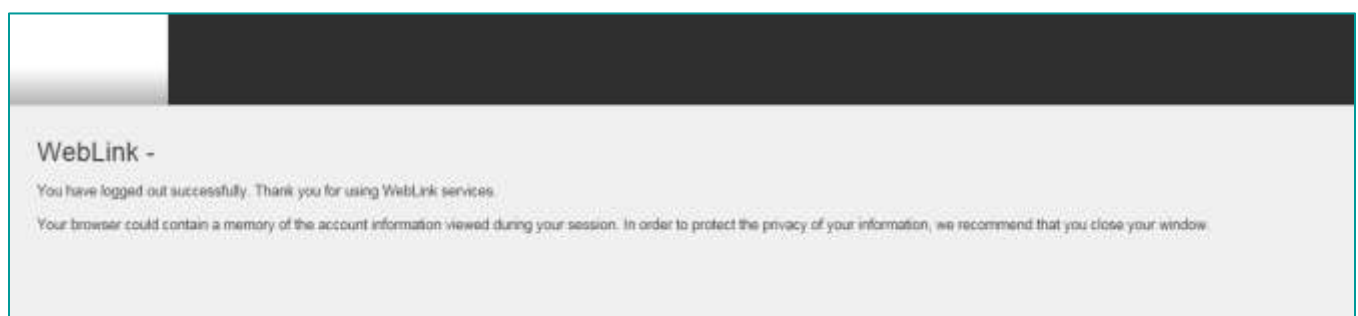 WebLink -
You have logged out successfully. Thank you for using WebLink services.
Your browser could contain a memory of the account information viewed during your session. In order to protect the privacy of your information, we recommend that you close your window.